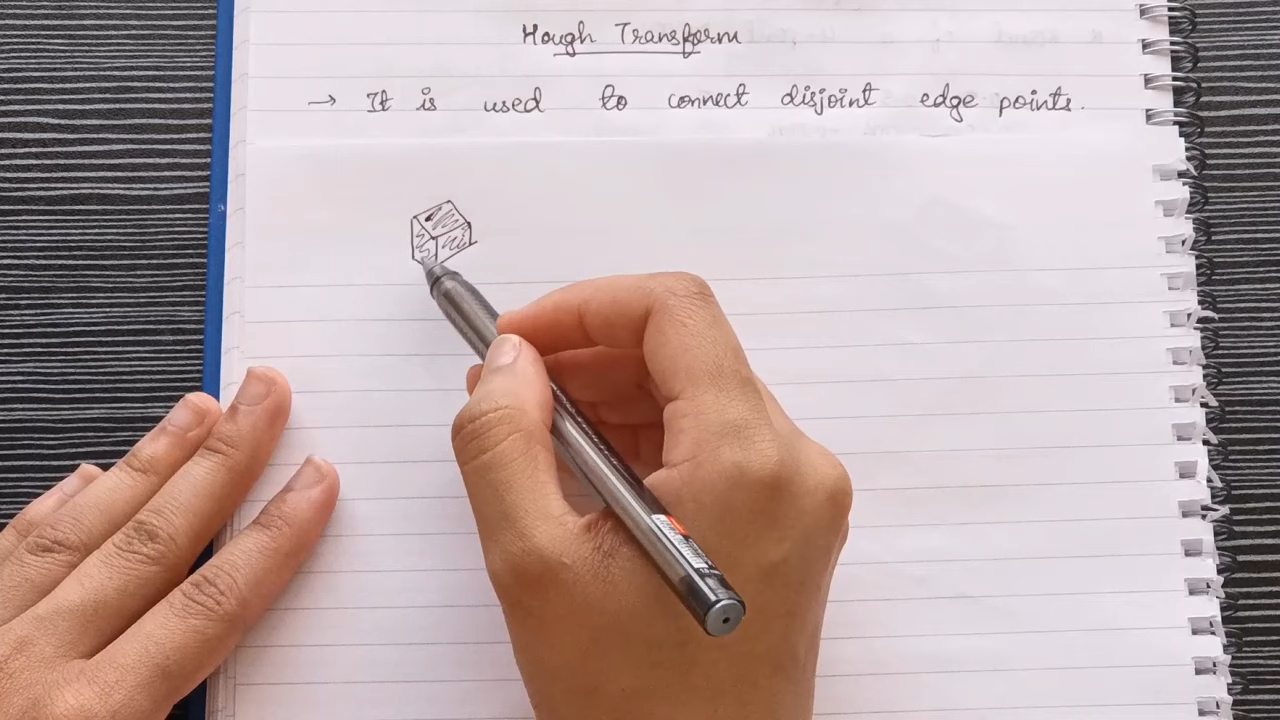 Hough Transform
→ It is used to connect disjoint edge points.